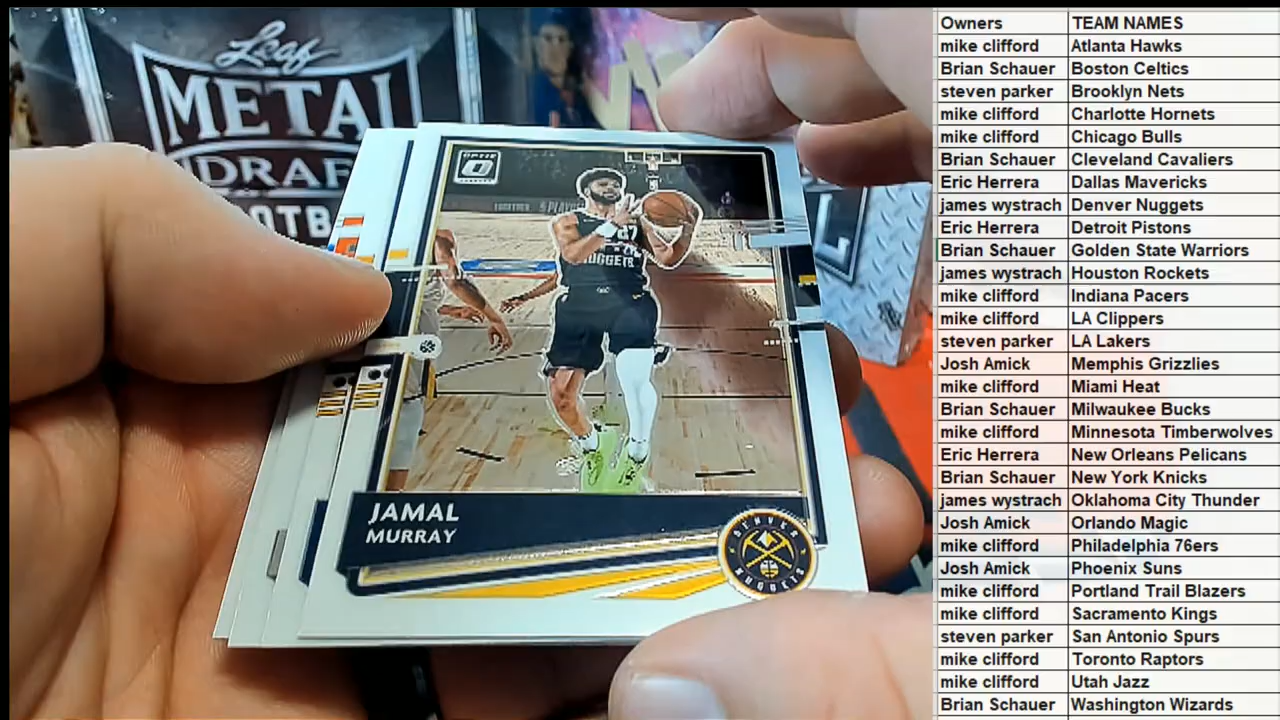 Leaf
METAL
DRAF
OTB
OPTIC
TOGETHER
PLAYOF
27
NUGGETS
JAMAL
MURRAY
DENVER
NUGGETS
Owners TEAM NAMES
mike clifford Atlanta Hawks
Brian Schauer Boston Celtics
steven parker Brooklyn Nets
mike clifford Charlotte Hornets
mike clifford Chicago Bulls
Brian Schauer Cleveland Cavaliers
Eric Herrera Dallas Mavericks
james wystrach Denver Nuggets
Eric Herrera Detroit Pistons
Brian Schauer Golden State Warriors
james wystrach Houston Rockets
mike clifford Indiana Pacers
mike clifford LA Clippers
steven parker LA Lakers
Josh Amick Memphis Grizzlies
mike clifford Miami Heat
Brian Schauer Milwaukee Bucks
mike clifford Minnesota Timberwolves
Eric Herrera New Orleans Pelicans
Brian Schauer New York Knicks
james wystrach Oklahoma City Thunder
Josh Amick Orlando Magic
mike clifford Philadelphia 76ers
Josh Amick Phoenix Suns
mike clifford Portland Trail Blazers
mike clifford Sacramento Kings
steven parker San Antonio Spurs
mike clifford Toronto Raptors
mike clifford Utah Jazz
Brian Schauer Washington Wizards